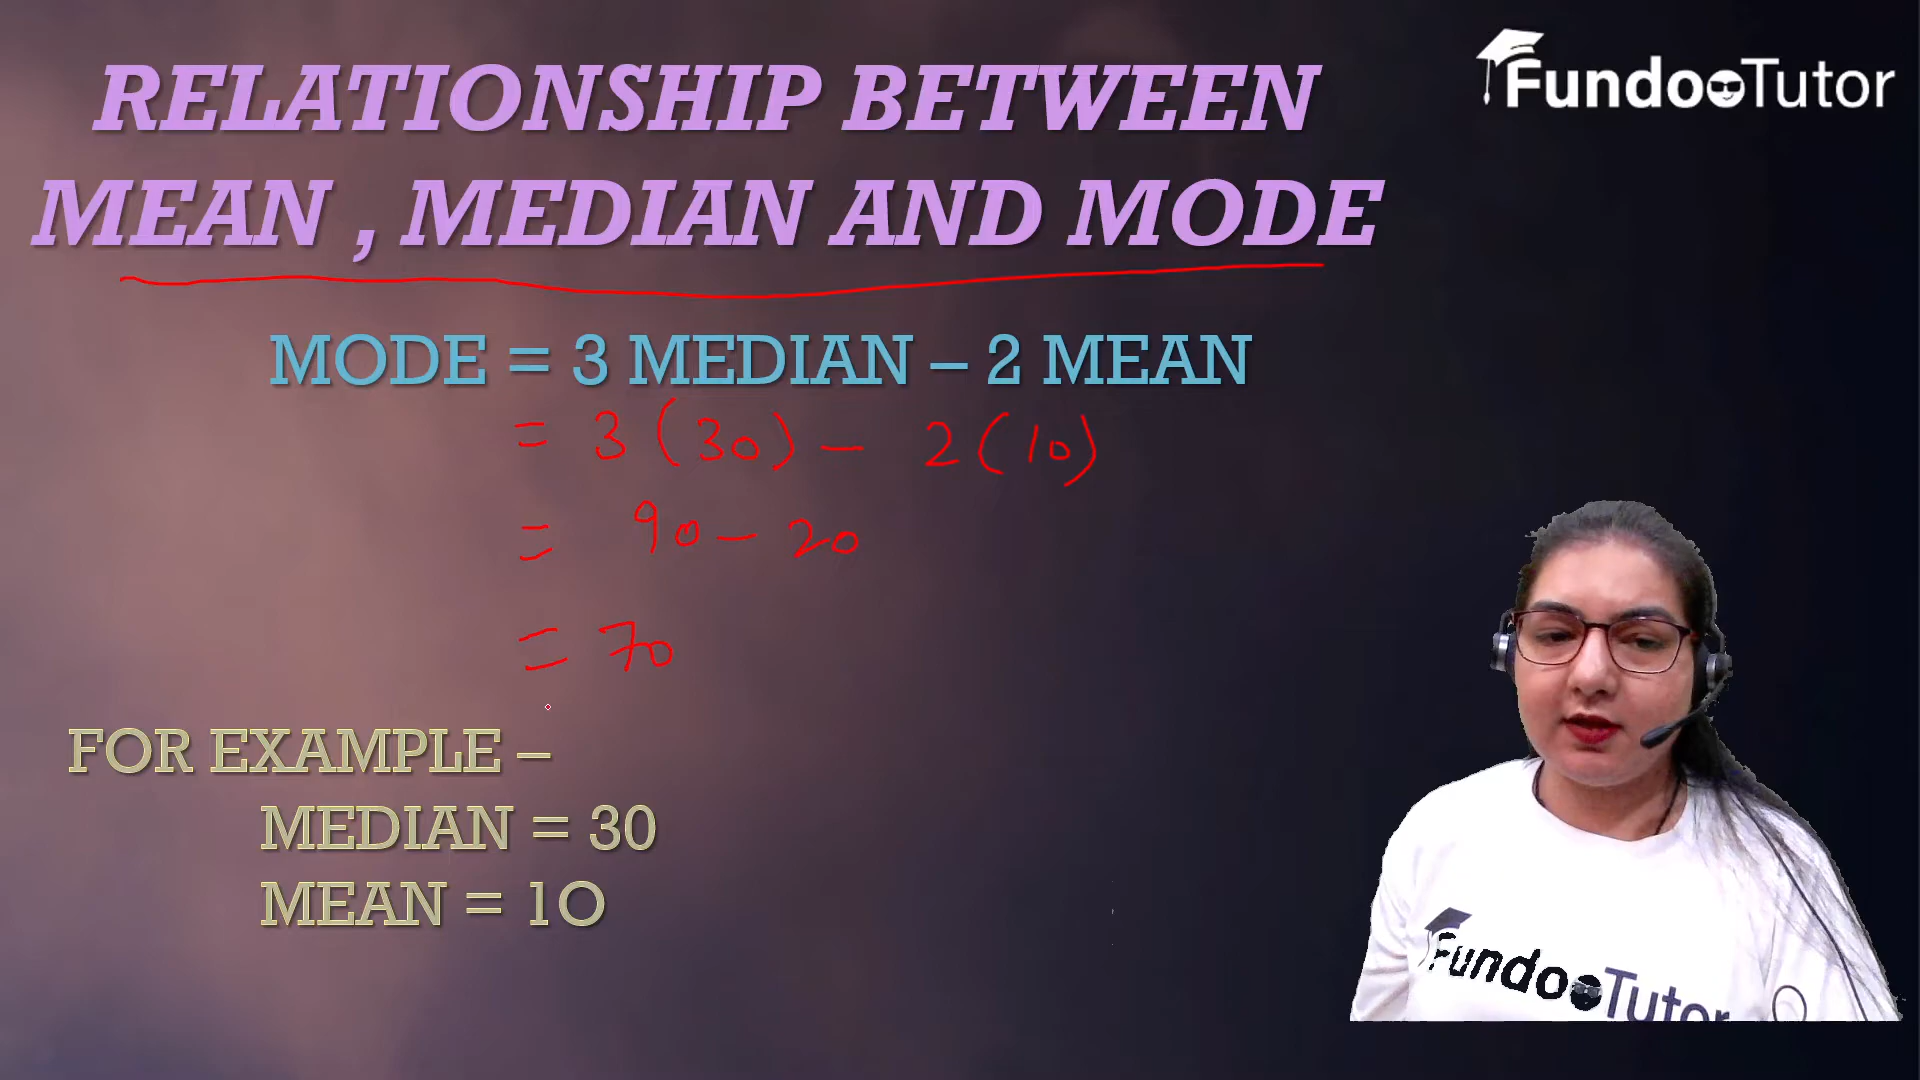 RELATIONSHIP BETWEEN
MEAN , MEDIAN AND MODE
FundooTutor
MODE = 3 MEDIAN – 2 MEAN
= 3 (30) – 2 (10)
= 90 – 20
= 70
FOR EXAMPLE –
MEDIAN = 30
MEAN = 1O
FundooTutor